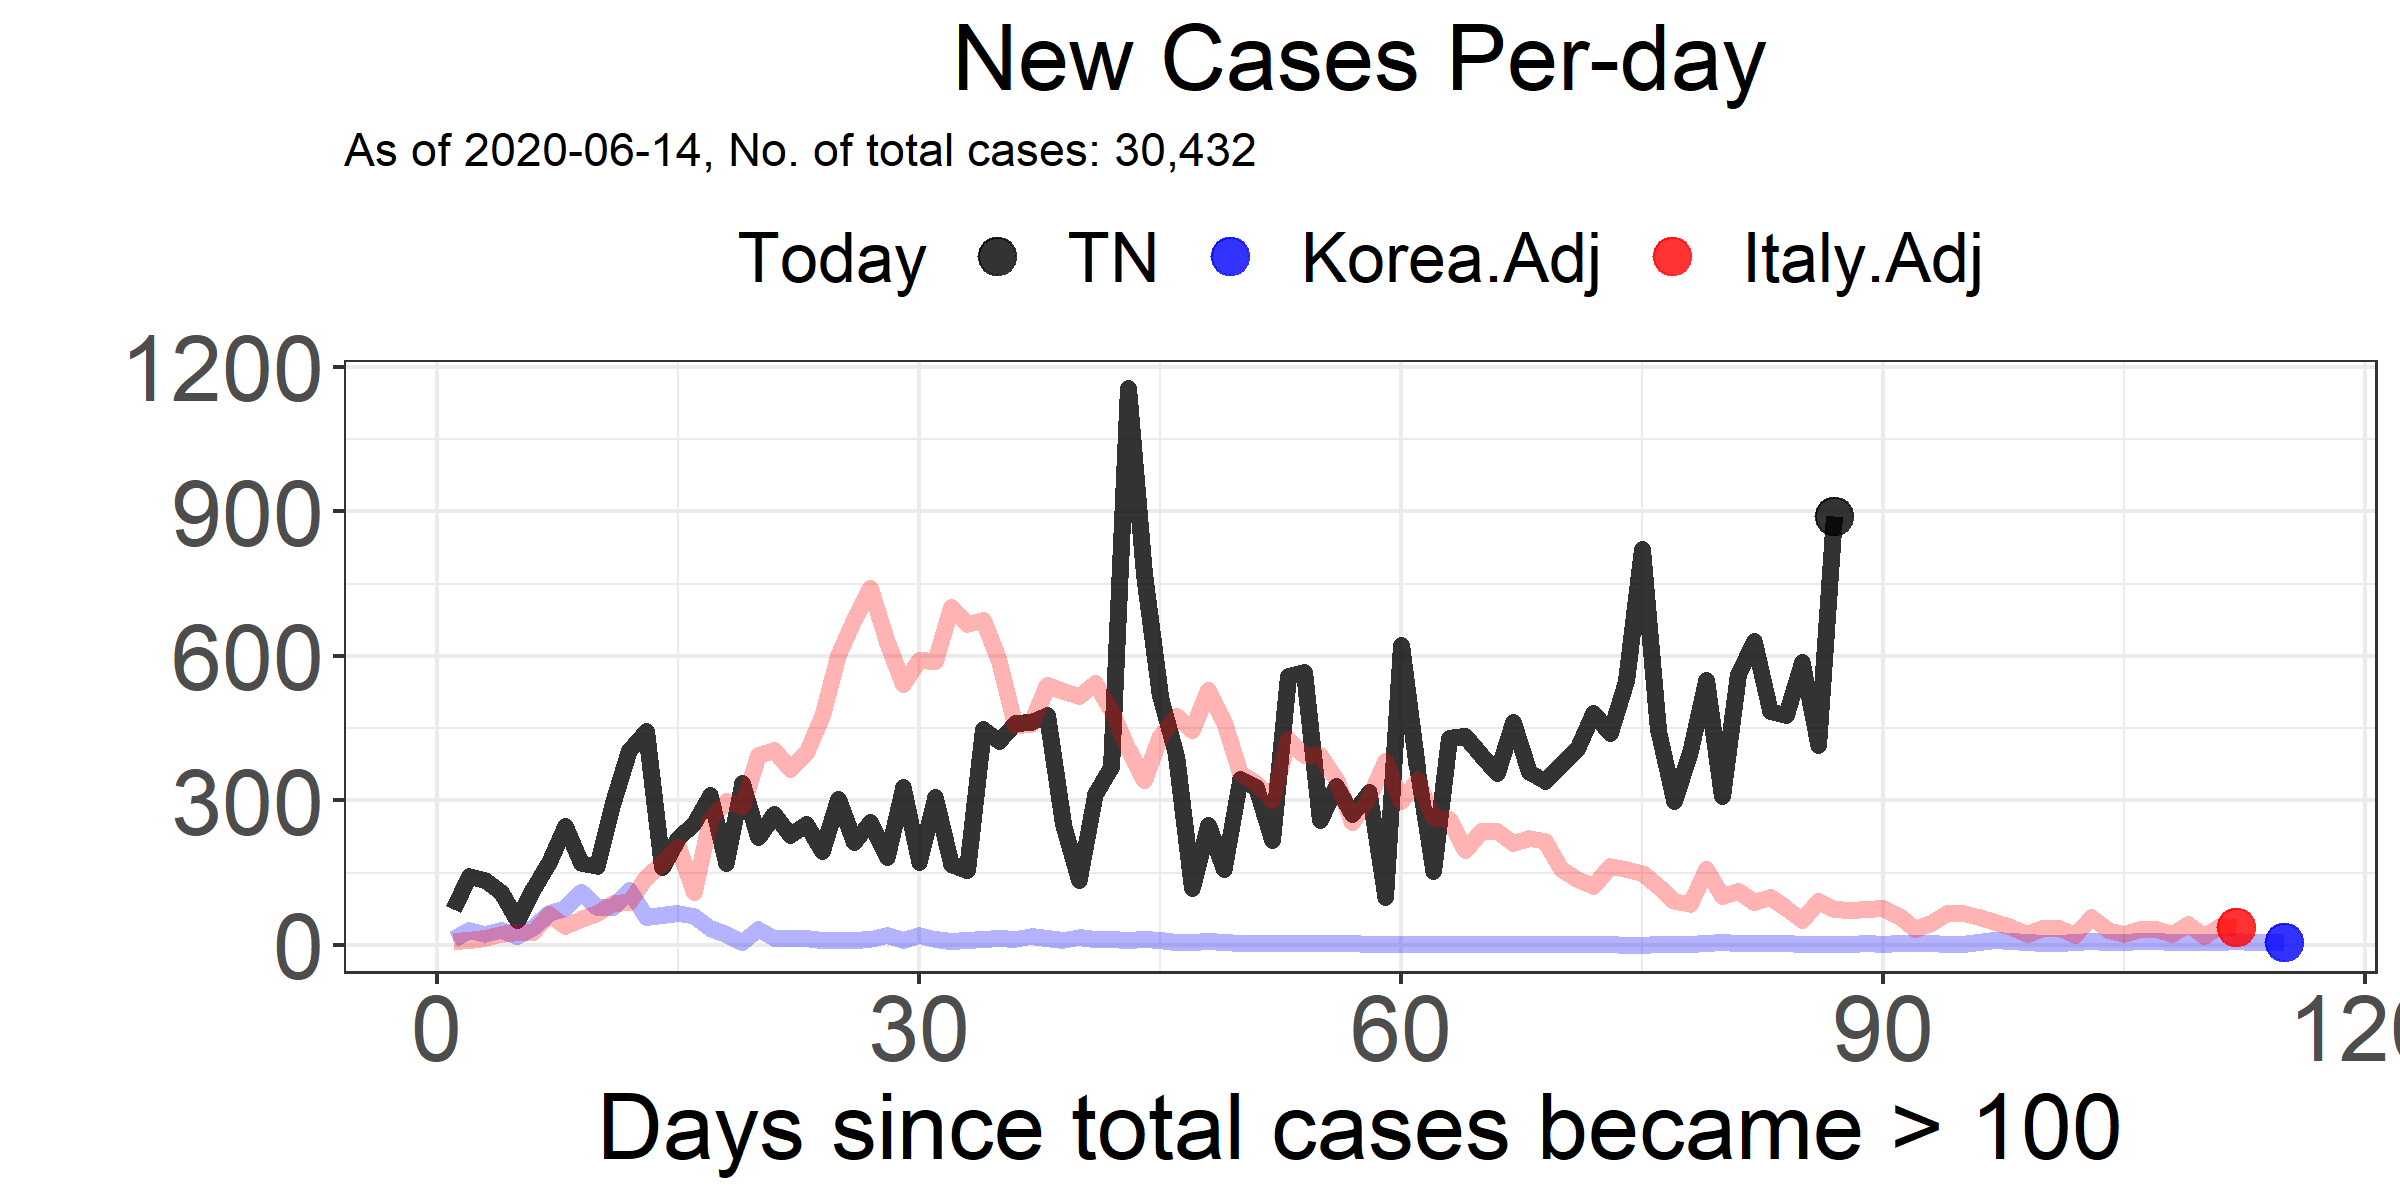 New Cases Per-day
As of 2020-06-14, No. of total cases: 30,432
Today TN Korea.Adj Italy.Adj
1200
900
600
300
0
0 30 60 90 120
Days since total cases became > 100